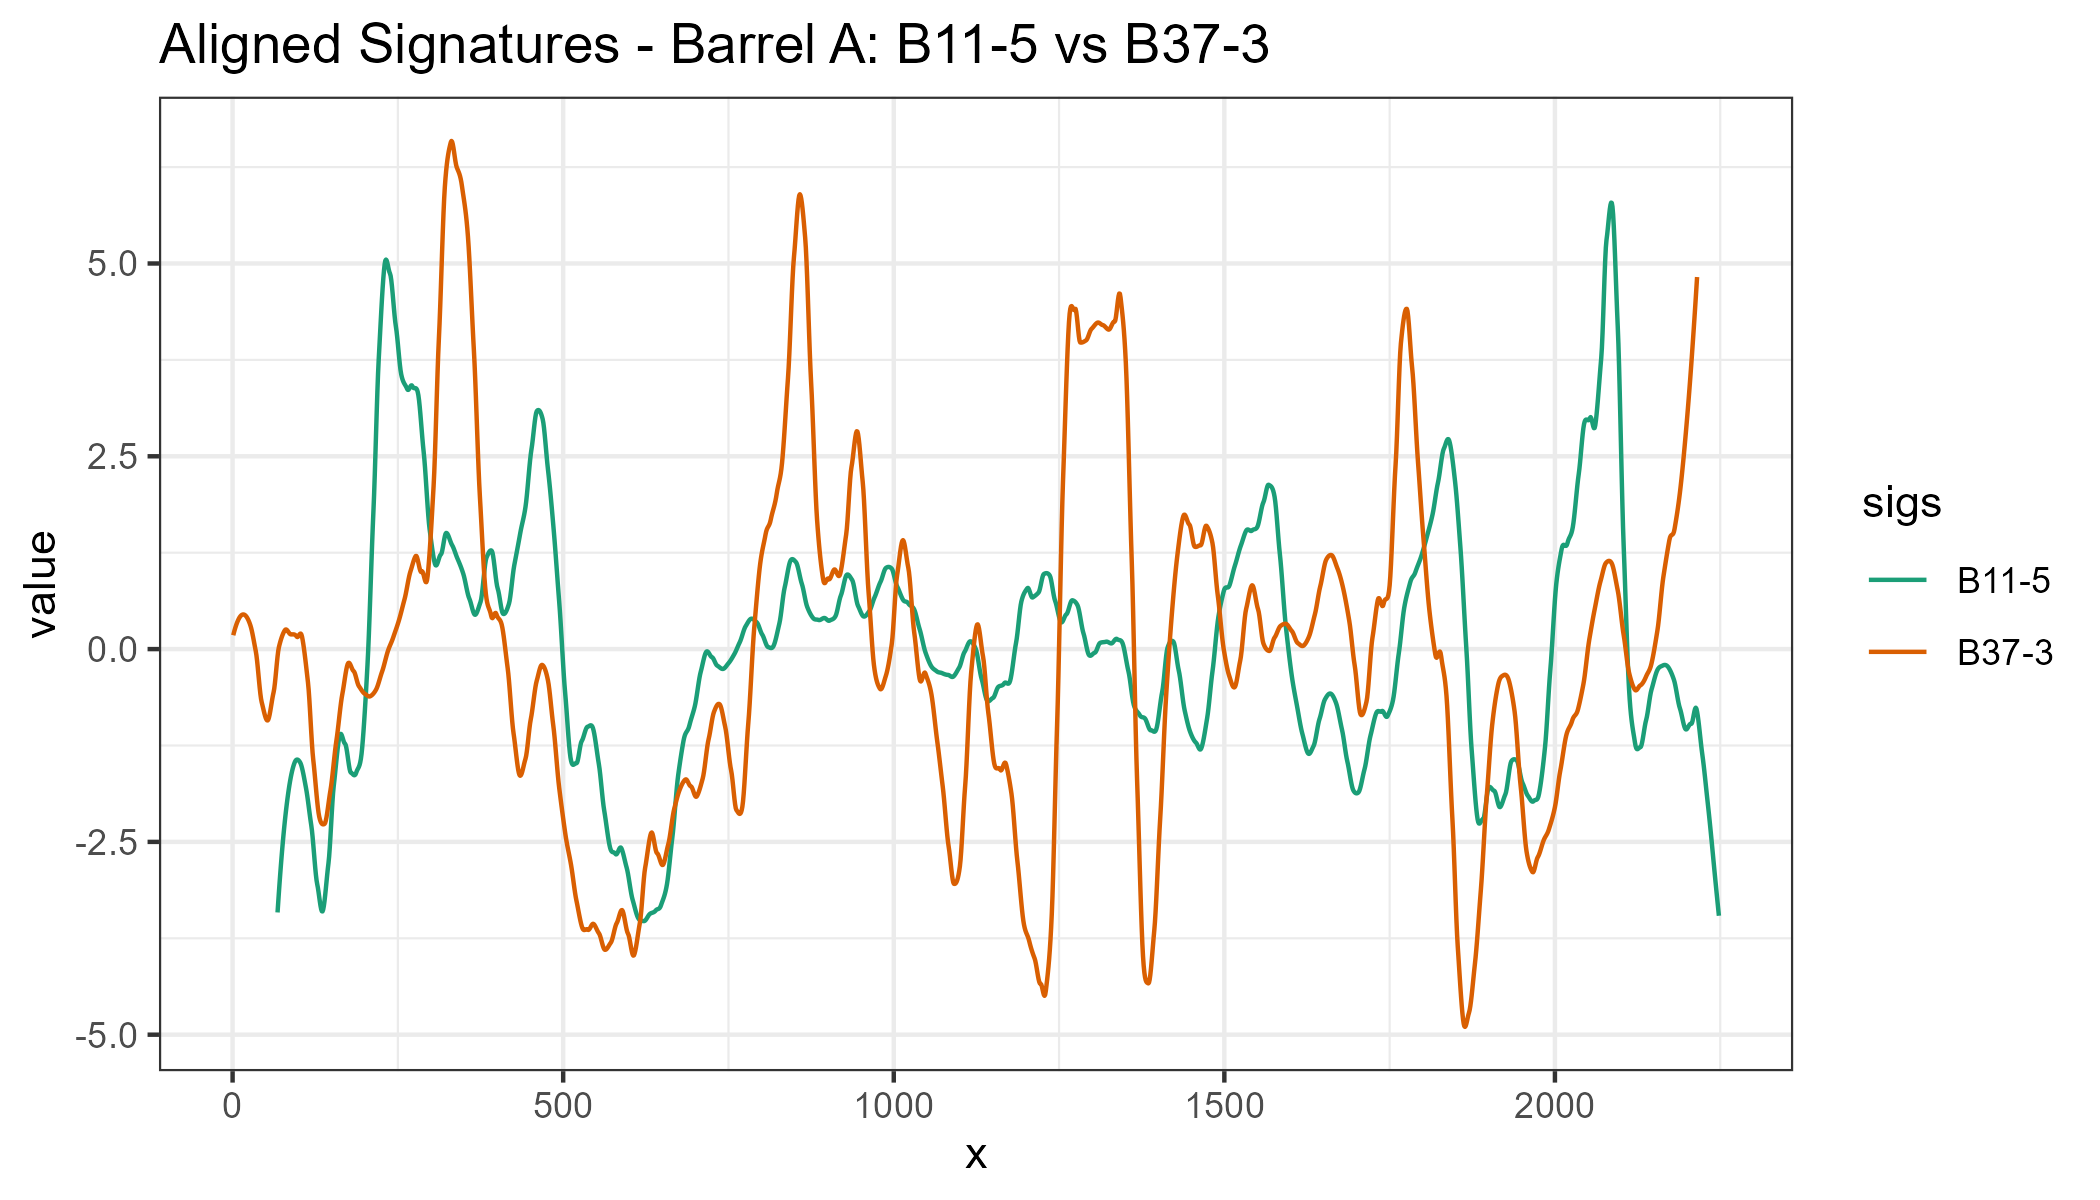 Aligned Signatures - Barrel A: B11-5 vs B37-3
value
5.0
2.5
0.0
-2.5
-5.0
0 500 1000 1500 2000
x
sigs
B11-5
B37-3